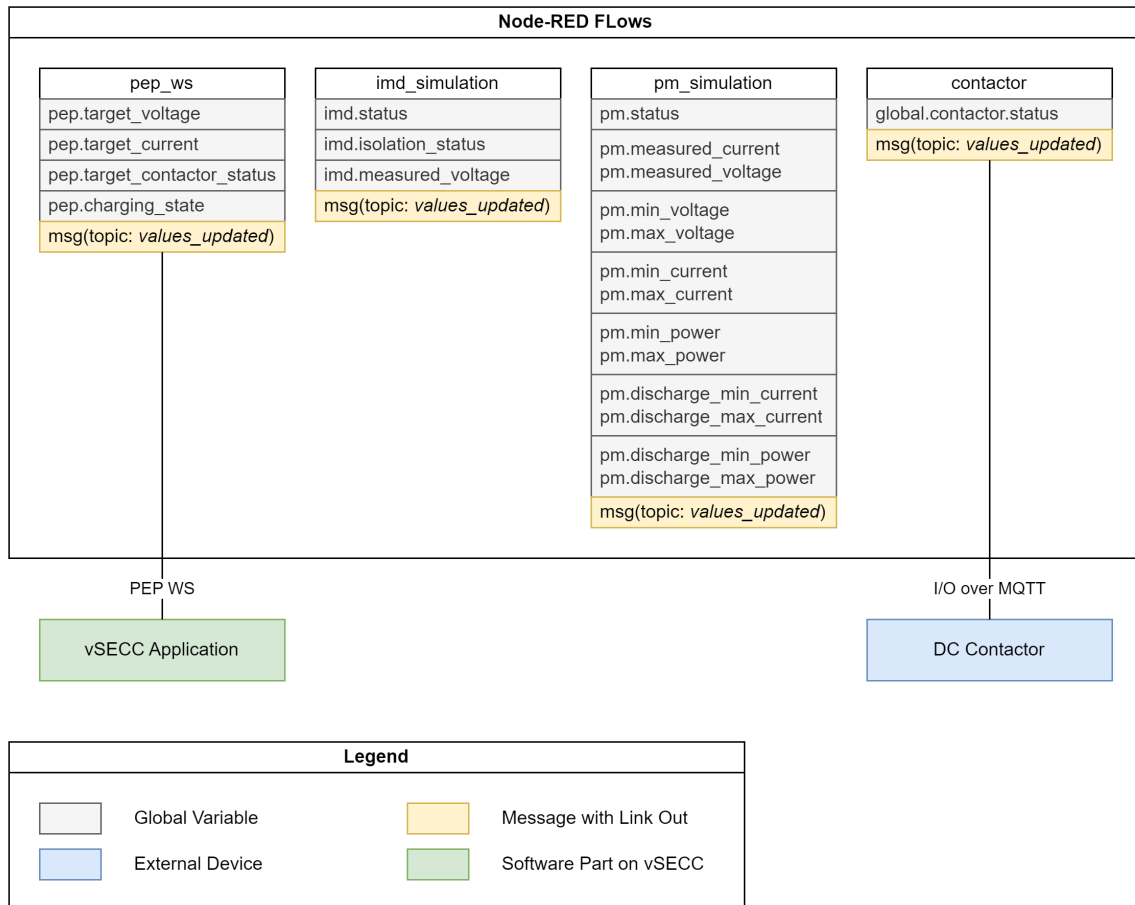 Node-RED FLows
pep_ws
pep.target_voltage
pep.target_current
pep.target_contactor_status
pep.charging_state
msg(topic: values_updated)
imd_simulation
imd.status
imd.isolation_status
imd.measured_voltage
msg(topic: values_updated)
pm_simulation
pm.status
pm.measured_current
pm.measured_voltage
pm.min_voltage
pm.max_voltage
pm.min_current
pm.max_current
pm.min_power
pm.max_power
pm.discharge_min_current
pm.discharge_max_current
pm.discharge_min_power
pm.discharge_max_power
msg(topic: values_updated)
contactor
global.contactor.status
msg(topic: values_updated)
PEP WS
vSECC Application
I/O over MQTT
DC Contactor
Legend
Global Variable
Message with Link Out
External Device
Software Part on vSECC